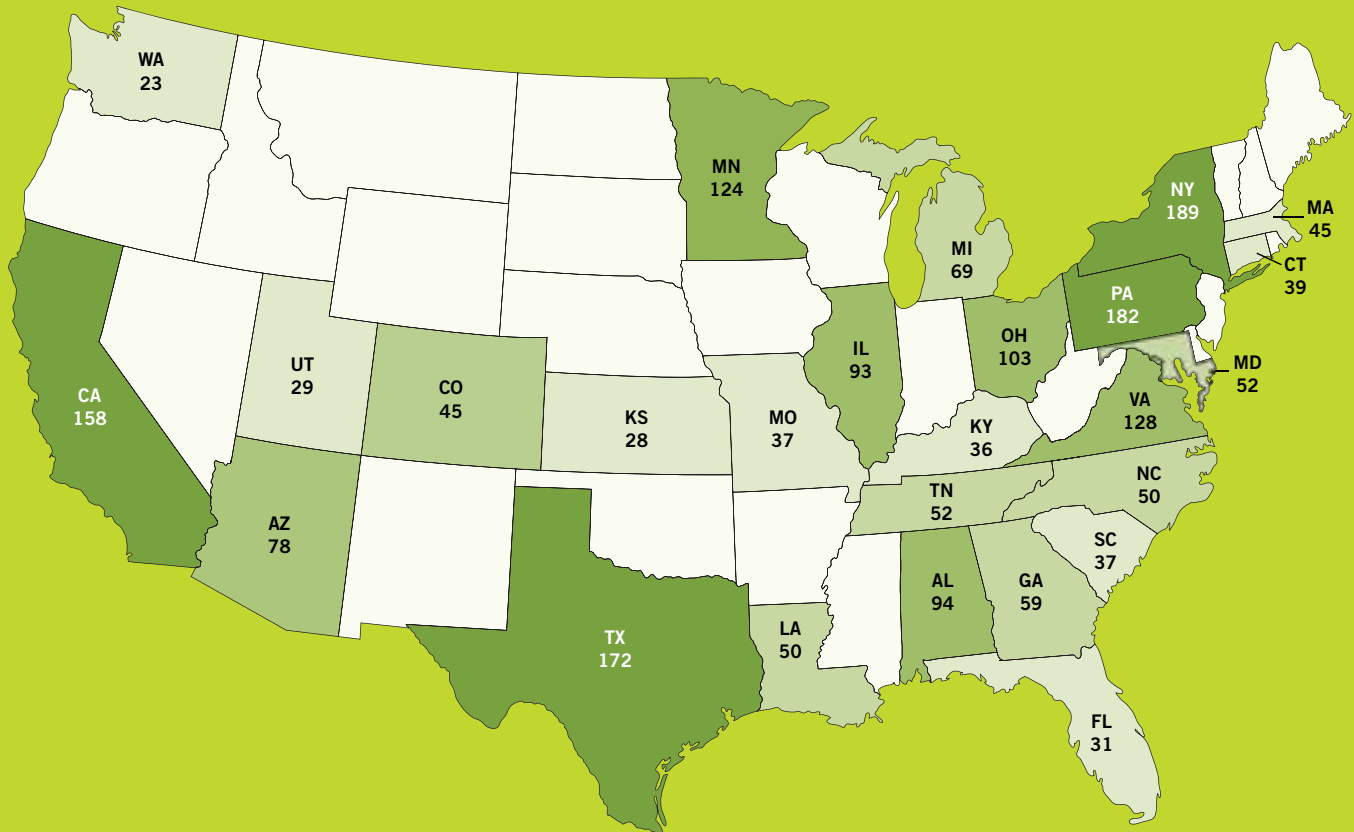 WA
23
MN
124
NY
189
MA
45
MI
69
CT
39
PA
182
OH
103
IL
93
MD
52
UT
29
CO
45
CA
158
KS
28
MO
37
KY
36
VA
128
NC
50
TN
52
AZ
78
SC
37
AL
94
GA
59
LA
50
TX
172
FL
31